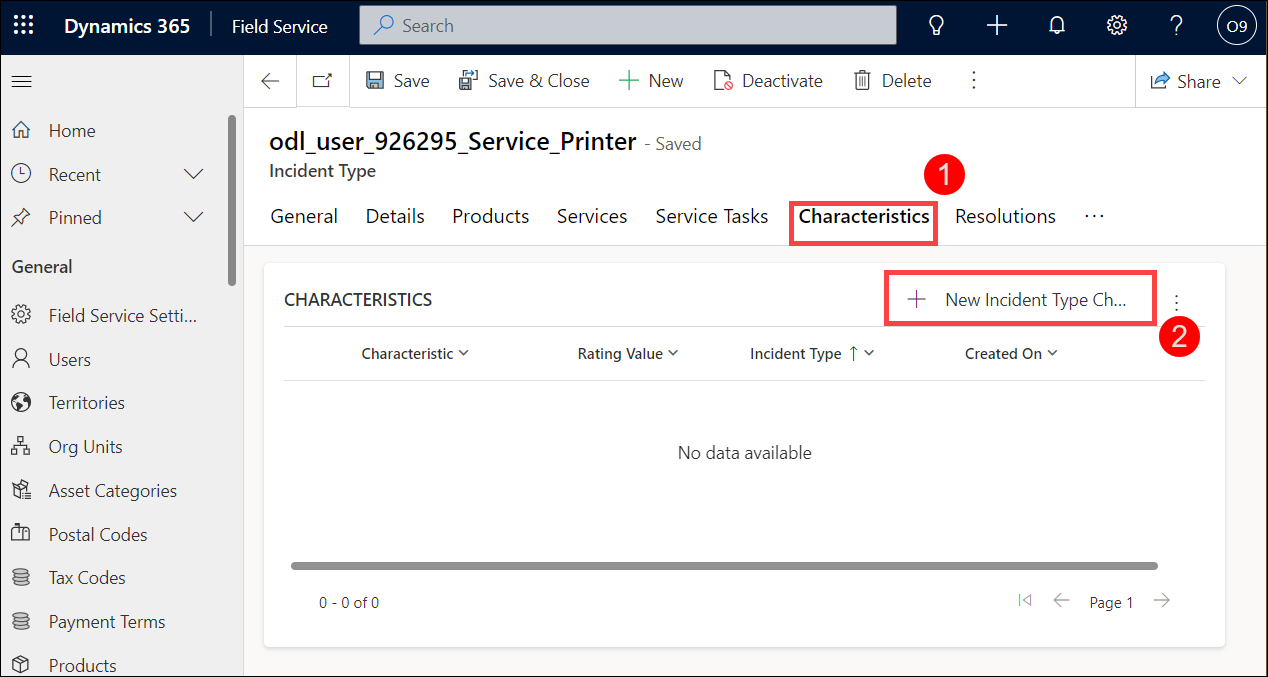 Dynamics 365 Field Service Search O9
Save Save & Close New Deactivate Delete Share
Home
Recent
Pinned
General
Field Service Setti...
Users
Territories
Org Units
Asset Categories
Postal Codes
Tax Codes
Payment Terms
Products
odl_user_926295_Service_Printer - Saved
Incident Type
1
General Details Products Services Service Tasks Characteristics Resolutions ...
CHARACTERISTICS + New Incident Type Ch...
2
Characteristic Rating Value Incident Type ↑ Created On
No data available
0 - 0 of 0 Page 1